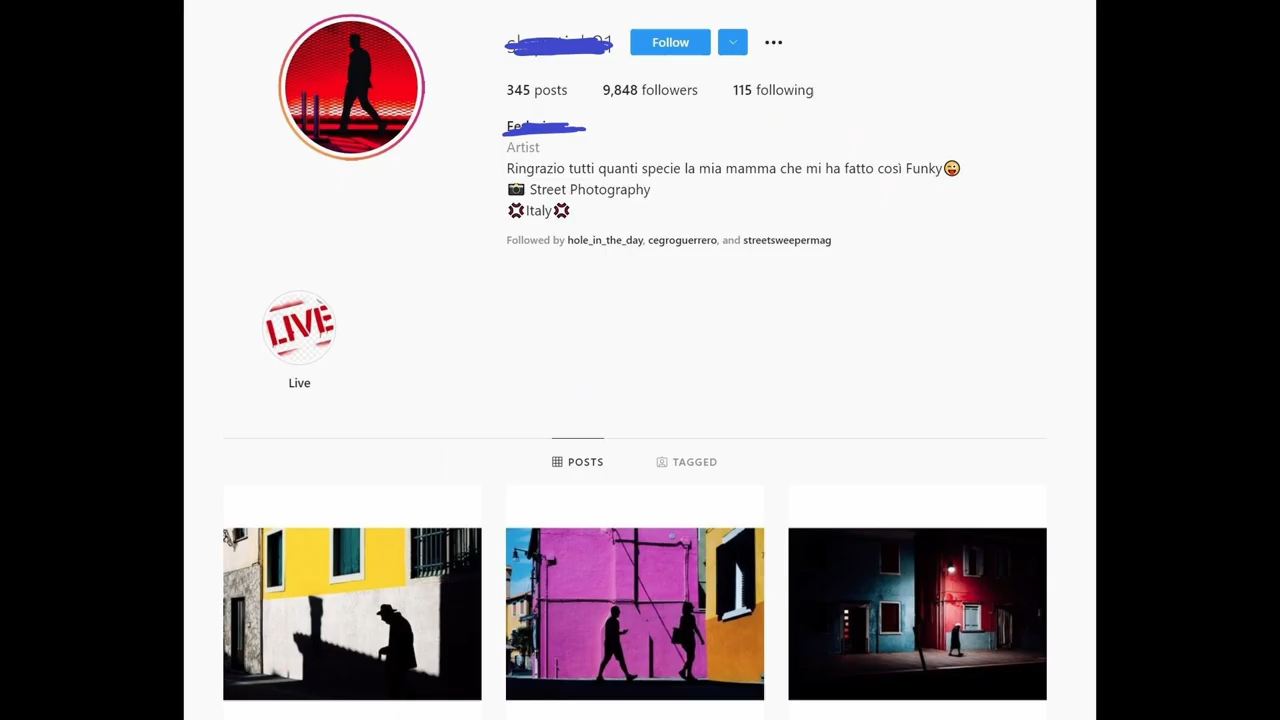 Follow
345 posts 9,848 followers 115 following
Artist
Ringrazio tutti quanti specie la mia mamma che mi ha fatto così Funky😜
📷 Street Photography
💢Italy💢
Followed by hole_in_the_day, cegroguerrero, and streetsweepermag
LIVE
Live
POSTS TAGGED